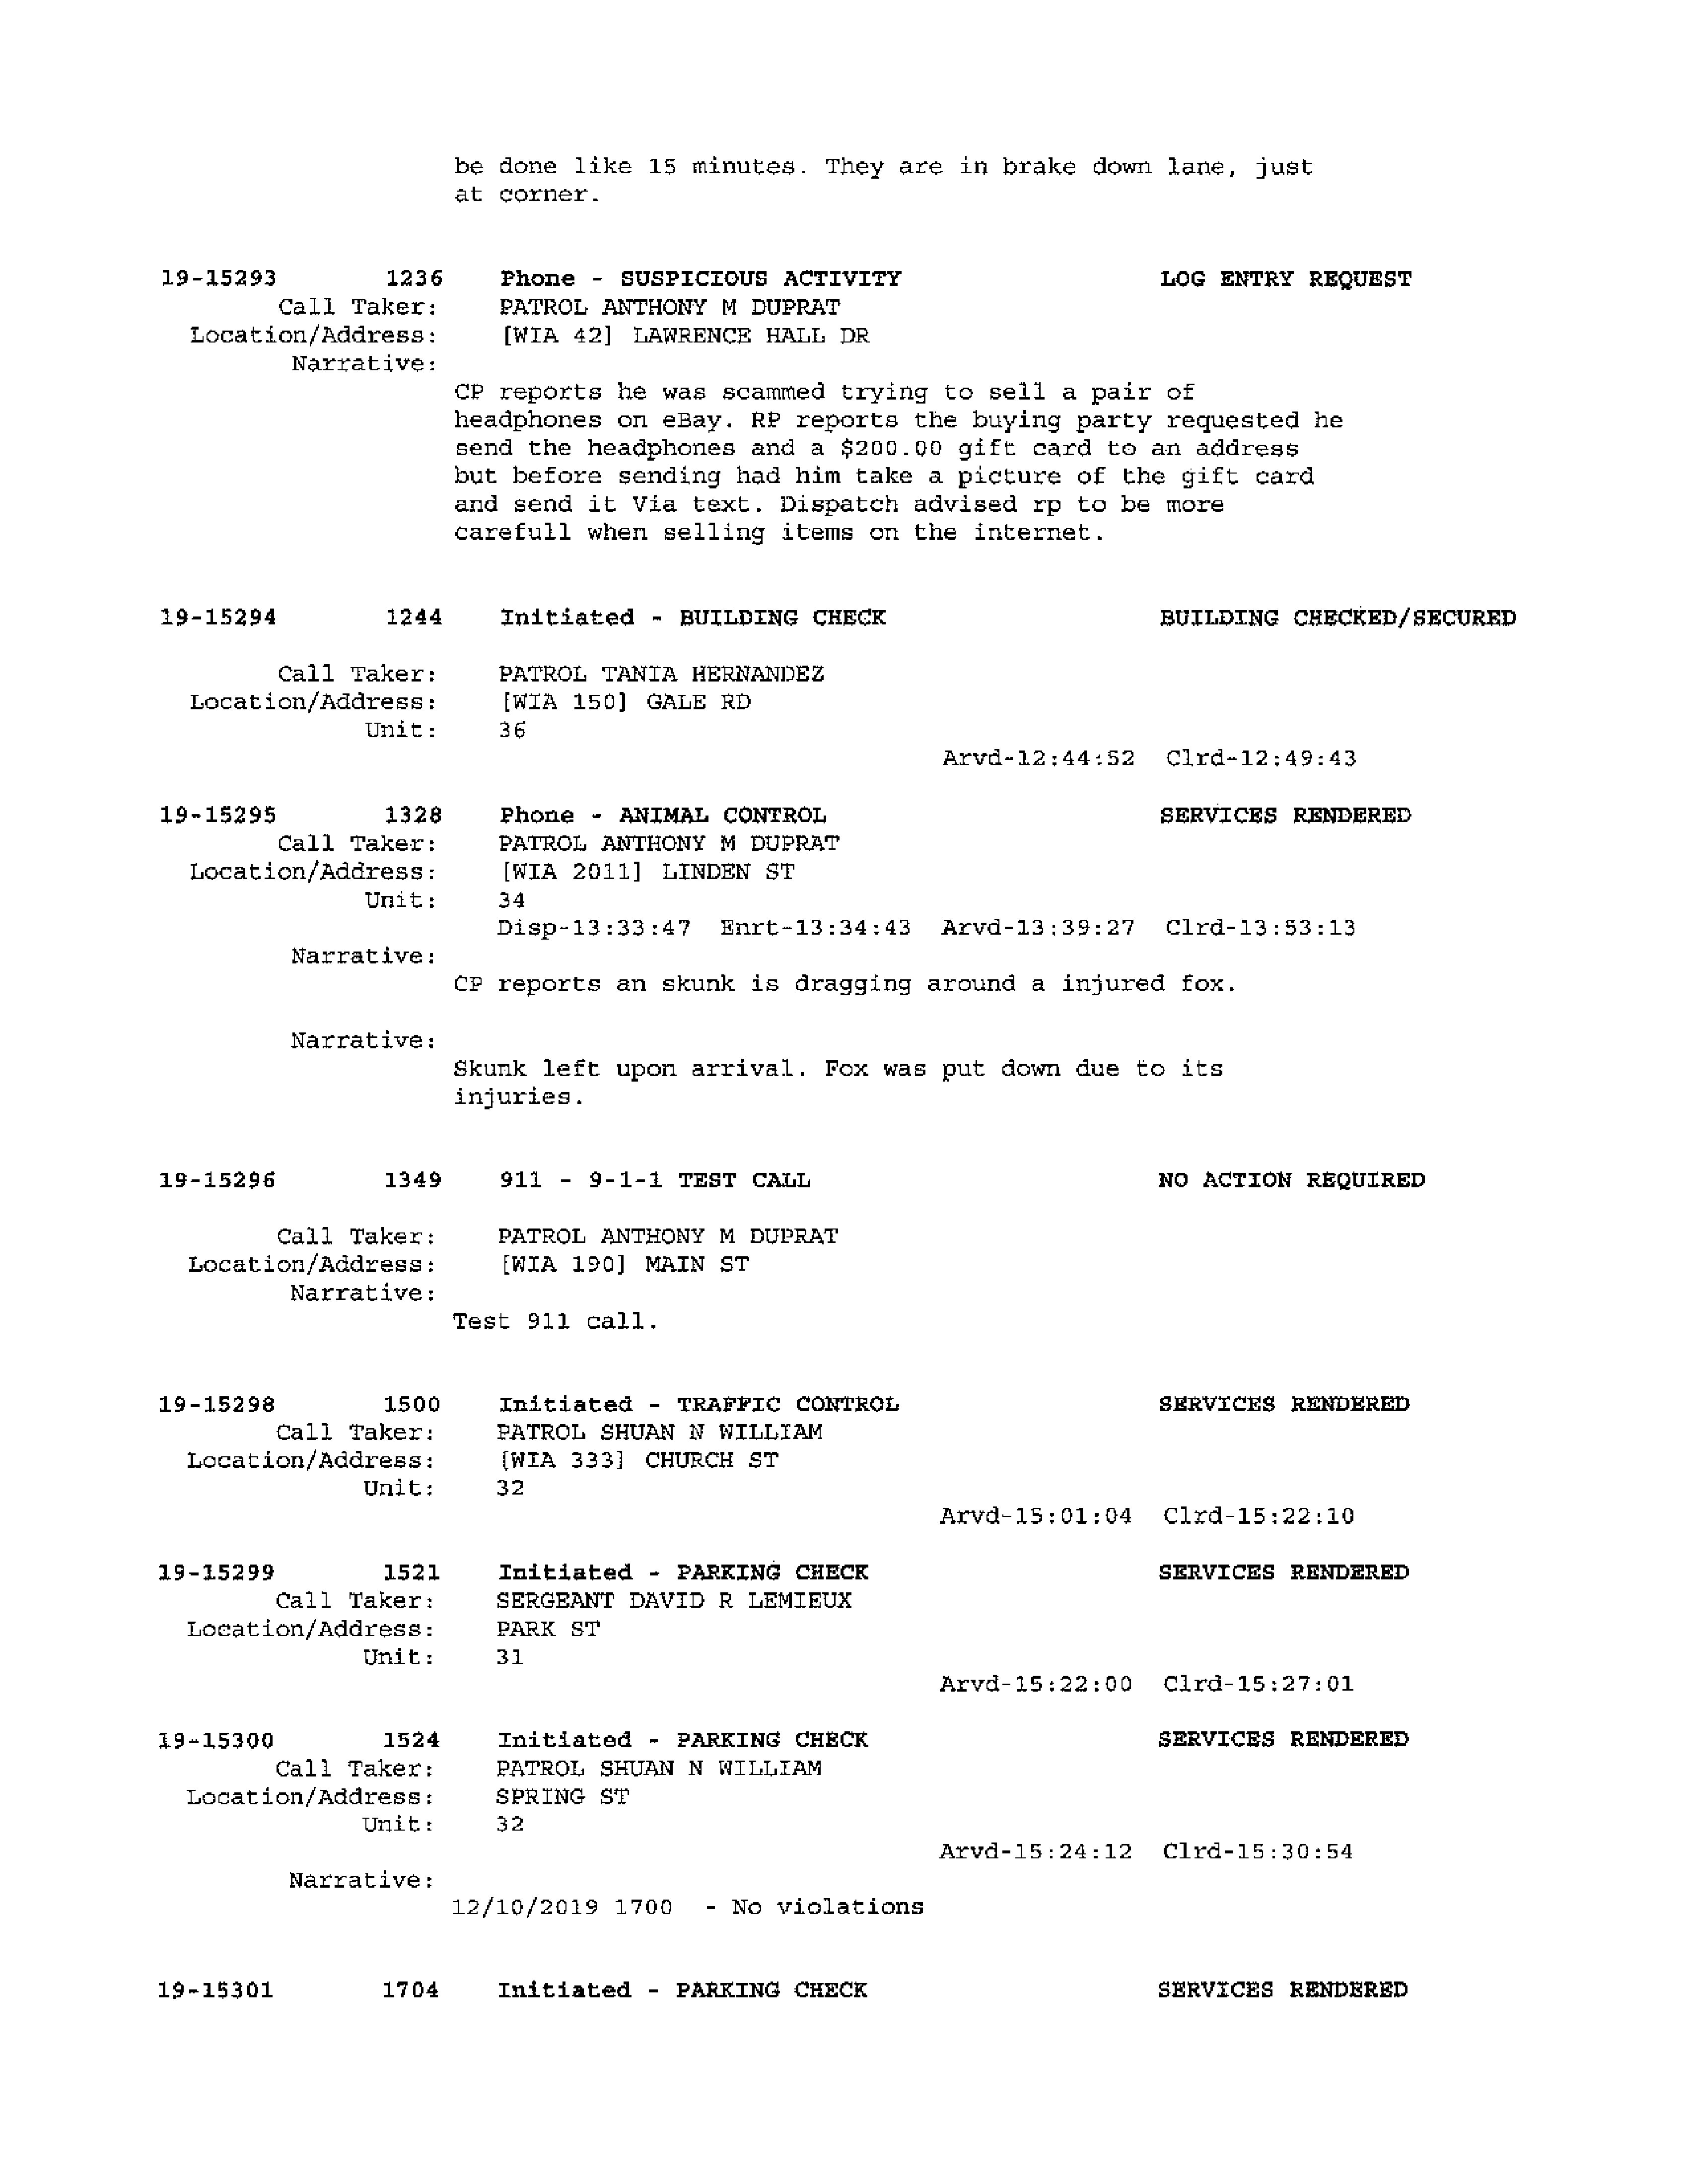 be done like 15 minutes. They are in brake down lane, just
at corner.
19-15293 1236 Phone - SUSPICIOUS ACTIVITY LOG ENTRY REQUEST
Call Taker: PATROL ANTHONY M DUPRAT
Location/Address: [WIA 42] LAWRENCE HALL DR
Narrative:
CP reports he was scammed trying to sell a pair of
headphones on eBay. RP reports the buying party requested he
send the headphones and a $200.00 gift card to an address
but before sending had him take a picture of the gift card
and send it Via text. Dispatch advised rp to be more
carefull when selling items on the internet.
19-15294 1244 Initiated - BUILDING CHECK BUILDING CHECKED/SECURED
Call Taker: PATROL TANIA HERNANDEZ
Location/Address: [WIA 150] GALE RD
Unit: 36
Arvd-12:44:52 Clrd-12:49:43
19-15295 1328 Phone - ANIMAL CONTROL SERVICES RENDERED
Call Taker: PATROL ANTHONY M DUPRAT
Location/Address: [WIA 2011] LINDEN ST
Unit: 34
Disp-13:33:47 Enrt-13:34:43 Arvd-13:39:27 Clrd-13:53:13
Narrative:
CP reports an skunk is dragging around a injured fox.
Narrative:
Skunk left upon arrival. Fox was put down due to its
injuries.
19-15296 1349 911 - 9-1-1 TEST CALL NO ACTION REQUIRED
Call Taker: PATROL ANTHONY M DUPRAT
Location/Address: [WIA 190] MAIN ST
Narrative:
Test 911 call.
19-15298 1500 Initiated - TRAFFIC CONTROL SERVICES RENDERED
Call Taker: PATROL SHUAN N WILLIAM
Location/Address: [WIA 333] CHURCH ST
Unit: 32
Arvd-15:01:04 Clrd-15:22:10
19-15299 1521 Initiated - PARKING CHECK SERVICES RENDERED
Call Taker: SERGEANT DAVID R LEMIEUX
Location/Address: PARK ST
Unit: 31
Arvd-15:22:00 Clrd-15:27:01
19-15300 1524 Initiated - PARKING CHECK SERVICES RENDERED
Call Taker: PATROL SHUAN N WILLIAM
Location/Address: SPRING ST
Unit: 32
Arvd-15:24:12 Clrd-15:30:54
Narrative:
12/10/2019 1700 - No violations
19-15301 1704 Initiated - PARKING CHECK SERVICES RENDERED